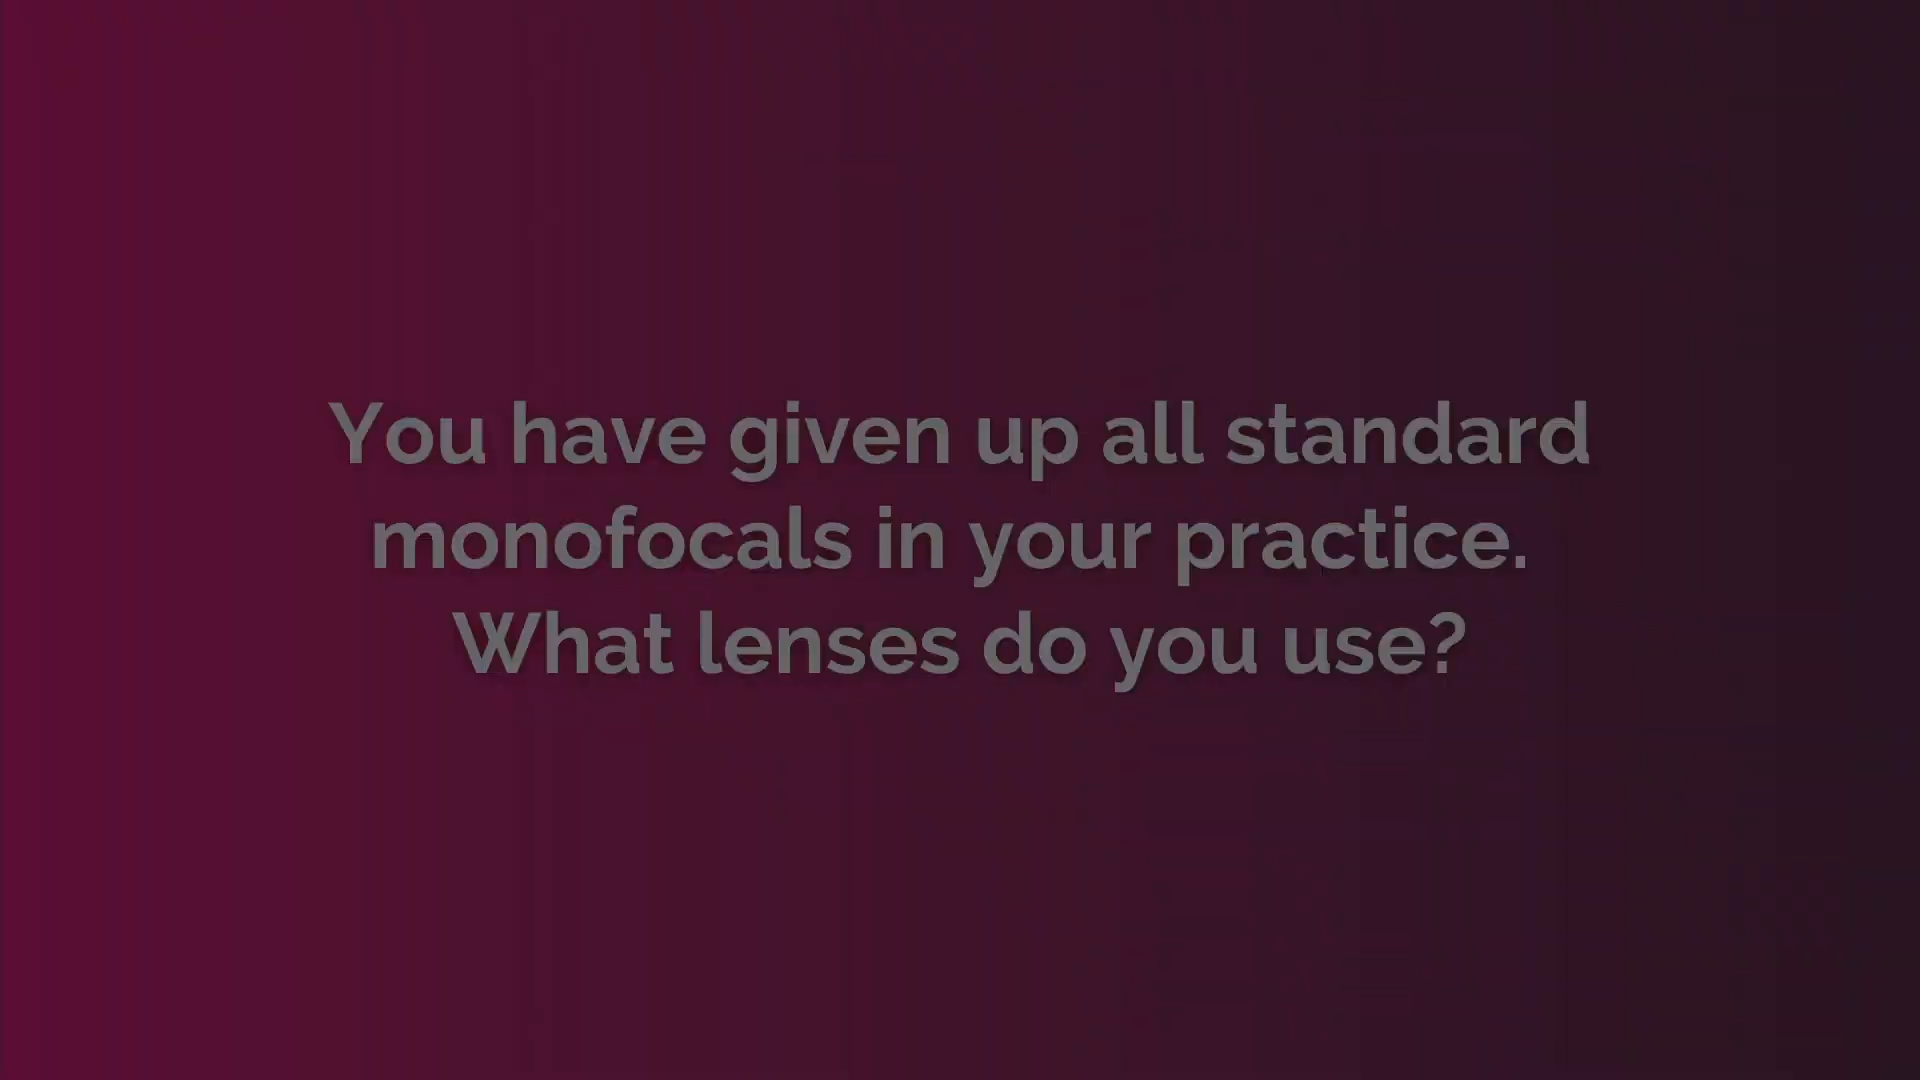 You have given up all standard
monofocals in your practice.
What lenses do you use?